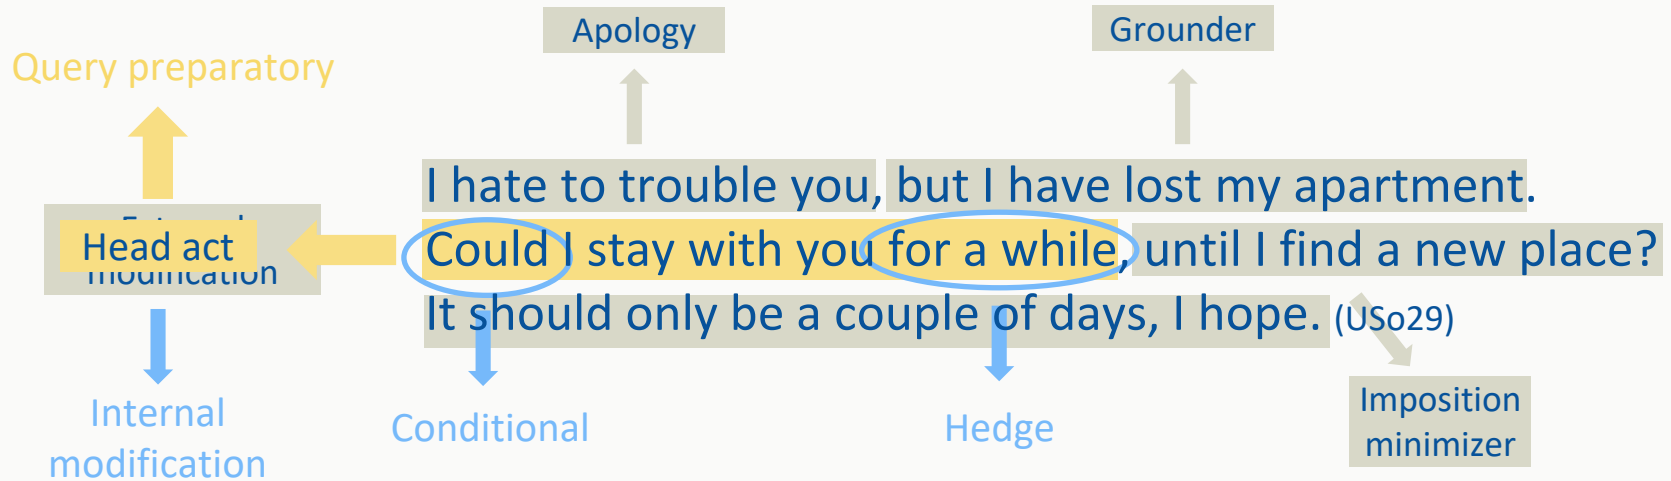 Apology
Grounder
Query preparatory
I hate to trouble you, but I have lost my apartment.
Head act
modification
Could I stay with you for a while, until I find a new place?
It should only be a couple of days, I hope. (USo29)
Internal
modification
Conditional
Hedge
Imposition
minimizer